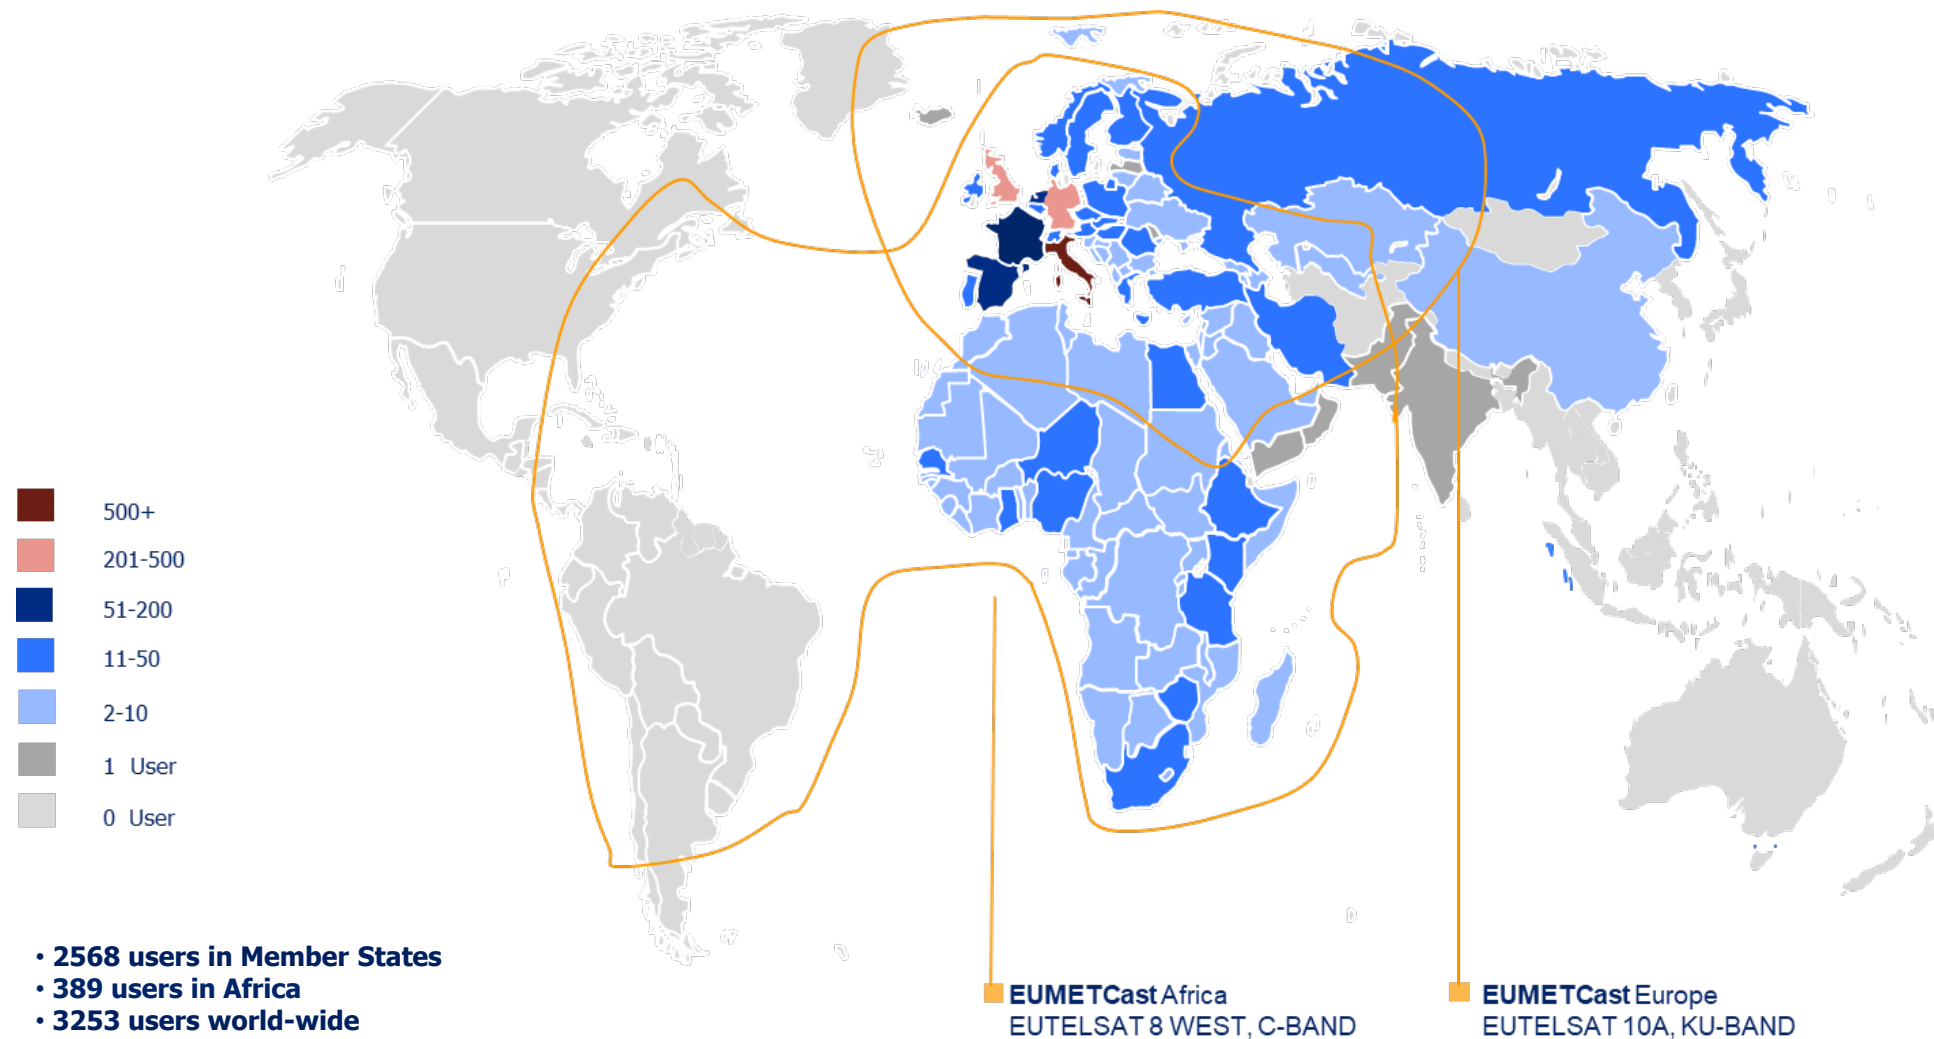 500+
201-500
51-200
11-50
2-10
1 User
0 User
• 2568 users in Member States
• 389 users in Africa
• 3253 users world-wide
EUMETCast Africa
EUTELSAT 8 WEST, C-BAND
EUMETCast Europe
EUTELSAT 10A, KU-BAND